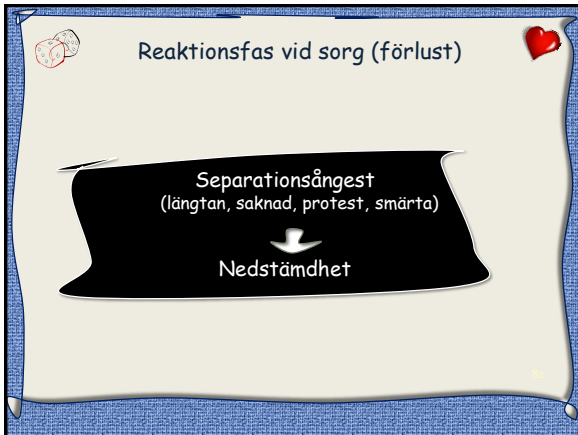 Reaktionsfas vid sorg (förlust)
Separationsångest
(längtan, saknad, protest, smärta)
Nedstämdhet